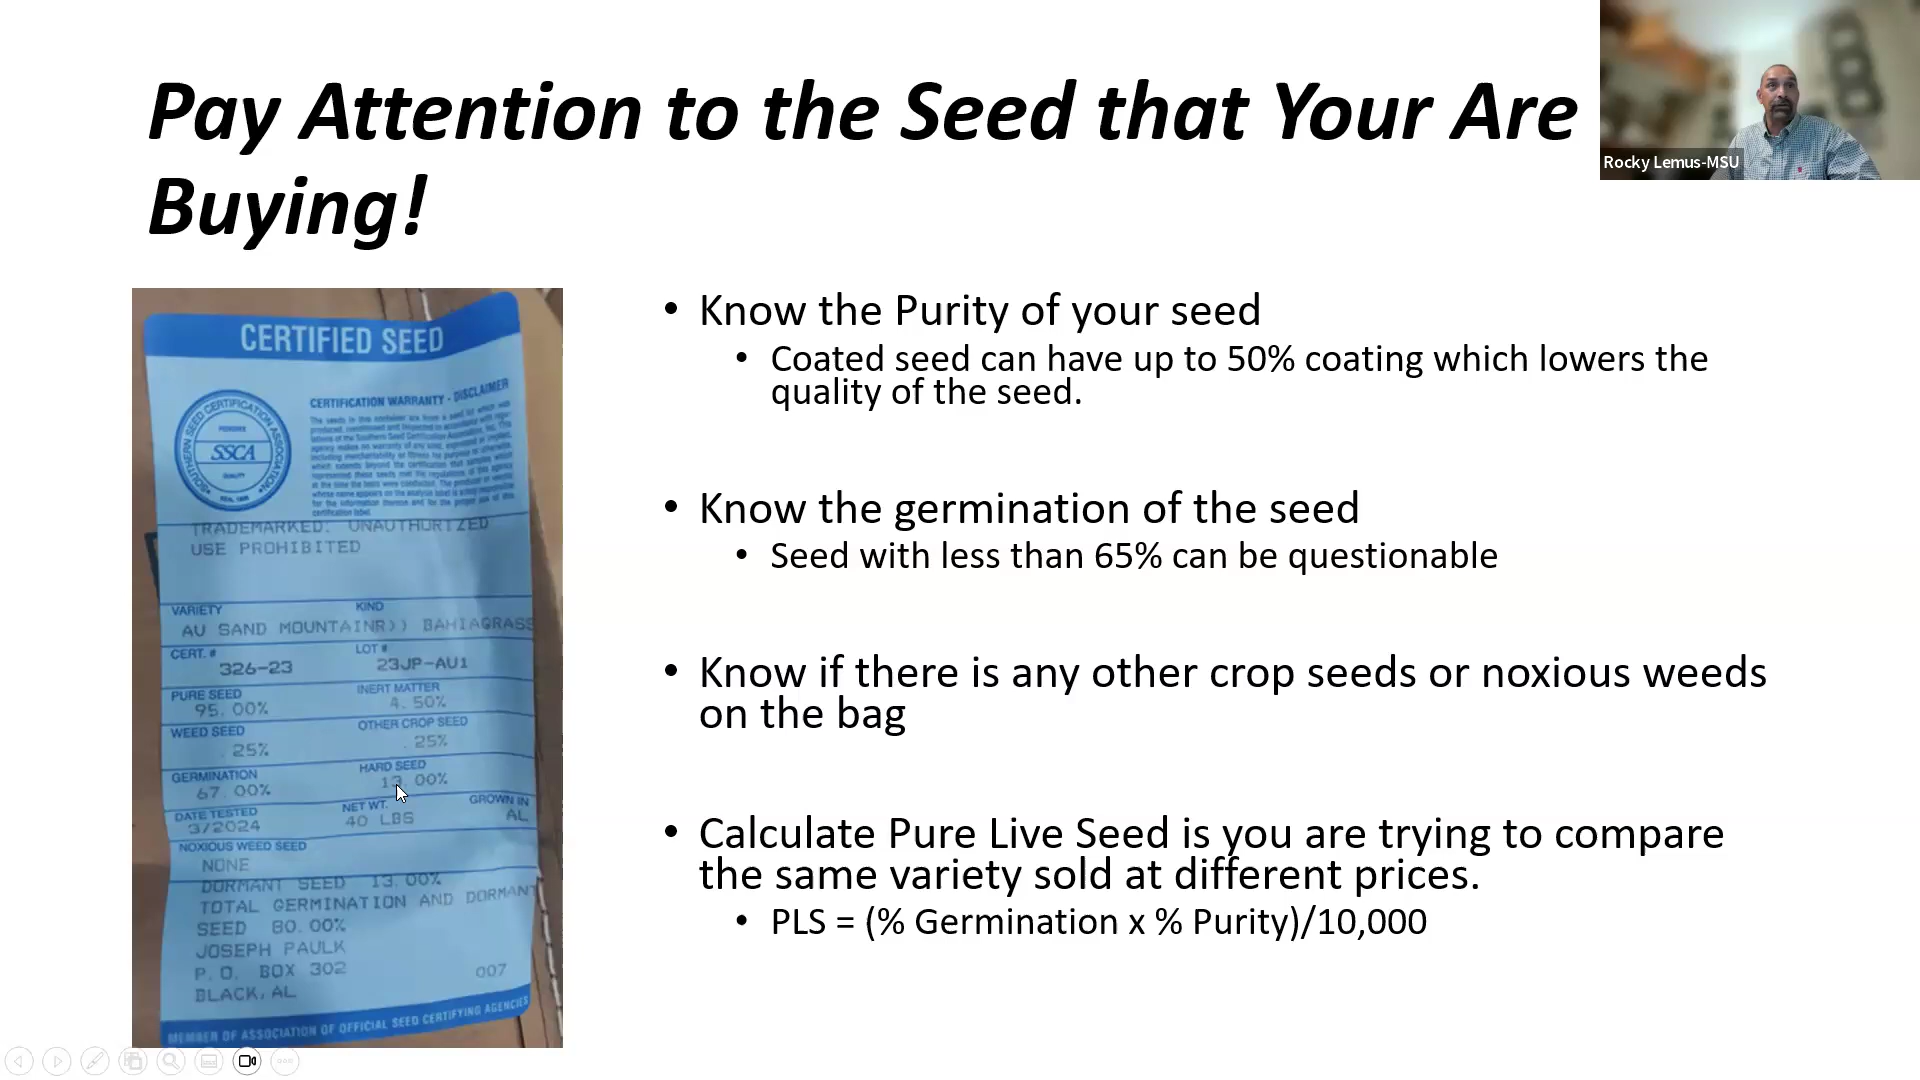 Pay Attention to the Seed that Your Are
Buying!
Rocky Lemus-MSU
CERTIFIED SEED
SOUTHERN SEED CERTIFICATION ASSOCIATION
SSCA
QUALITY
CERTIFICATION WARRANTY - DISCLAIMER
TRADEMARKED: UNAUTHORIZED
USE PROHIBITED
VARIETY KIND
AU SAND MOUNTAINR)) BAHIAGRASS
CERT. # LOT #
326-23 23JP-AU1
PURE SEED INERT MATTER
95.00% 4.50%
WEED SEED OTHER CROP SEED
.25% .25%
GERMINATION HARD SEED
67.00% 13.00%
DATE TESTED NET WT. GROWN IN
3/2024 40 LBS AL
NOXIOUS WEED SEED
NONE
DORMANT SEED 13.00%
TOTAL GERMINATION AND DORMANT
SEED 80.00%
JOSEPH PAULK
P.O. BOX 302 007
BLACK, AL
MEMBER OF ASSOCIATION OF OFFICIAL SEED CERTIFYING AGENCIES
• Know the Purity of your seed
• Coated seed can have up to 50% coating which lowers the
quality of the seed.
• Know the germination of the seed
• Seed with less than 65% can be questionable
• Know if there is any other crop seeds or noxious weeds
on the bag
• Calculate Pure Live Seed is you are trying to compare
the same variety sold at different prices.
• PLS = (% Germination x % Purity)/10,000